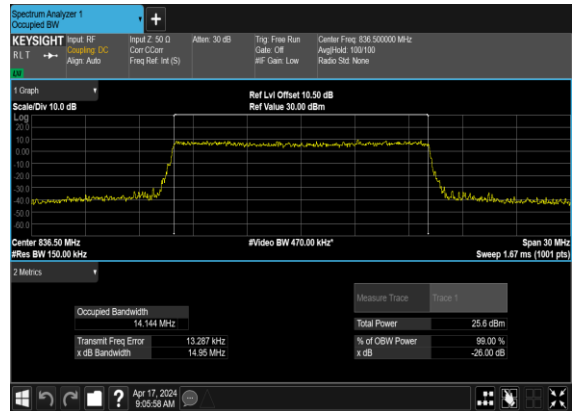 Spectrum Analyzer 1
Occupied BW
+
KEYSIGHT Input: RF Input Z: 50 Ω Atten: 30 dB Trig: Free Run Center Freq: 836.500000 MHz
RLT Coupling: DC Corr CCorr Gate: Off Avg|Hold: 100/100
Align: Auto Freq Ref: Int (S) #IF Gain: Low Radio Std: None
1 Graph
Ref Lvl Offset 10.50 dB
Scale/Div 10.0 dB Ref Value 30.00 dBm
Log
20.0
10.0
0.00
-10.0
-20.0
-30.0
-40.0
-50.0
-60.0
Center 836.50 MHz #Video BW 470.00 kHz* Span 30 MHz
#Res BW 150.00 kHz Sweep 1.67 ms (1001 pts)
2 Metrics
Measure Trace Trace 1
Occupied Bandwidth
14.144 MHz Total Power 25.6 dBm
Transmit Freq Error 13.287 kHz % of OBW Power 99.00 %
x dB Bandwidth 14.95 MHz x dB -26.00 dB
? Apr 17, 2024
9:05:58 AM